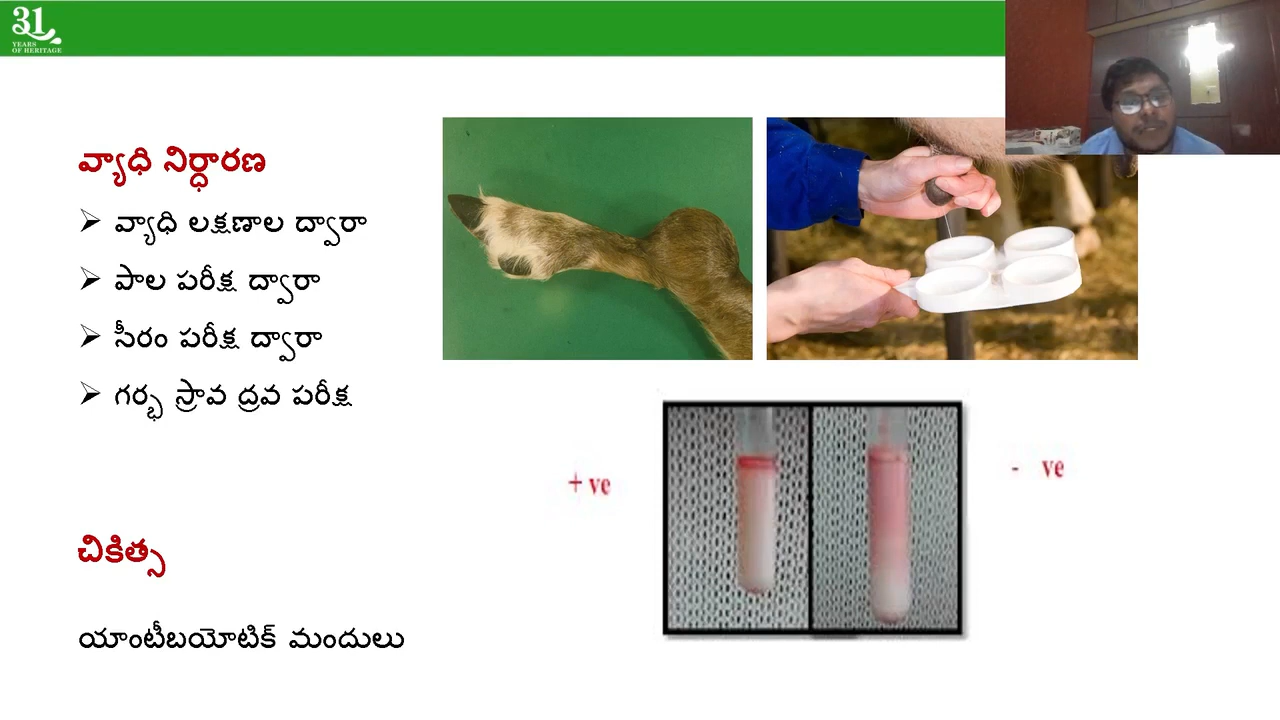 31
YEARS
OF HERITAGE
వ్యాధి నిర్ధారణ
వ్యాధి లక్షణాల ద్వారా
పాల పరీక్ష ద్వారా
సీరం పరీక్ష ద్వారా
గర్భ స్రావ ద్రవ పరీక్ష
+ ve
- ve
చికిత్స
యాంటీబయోటిక్ మందులు